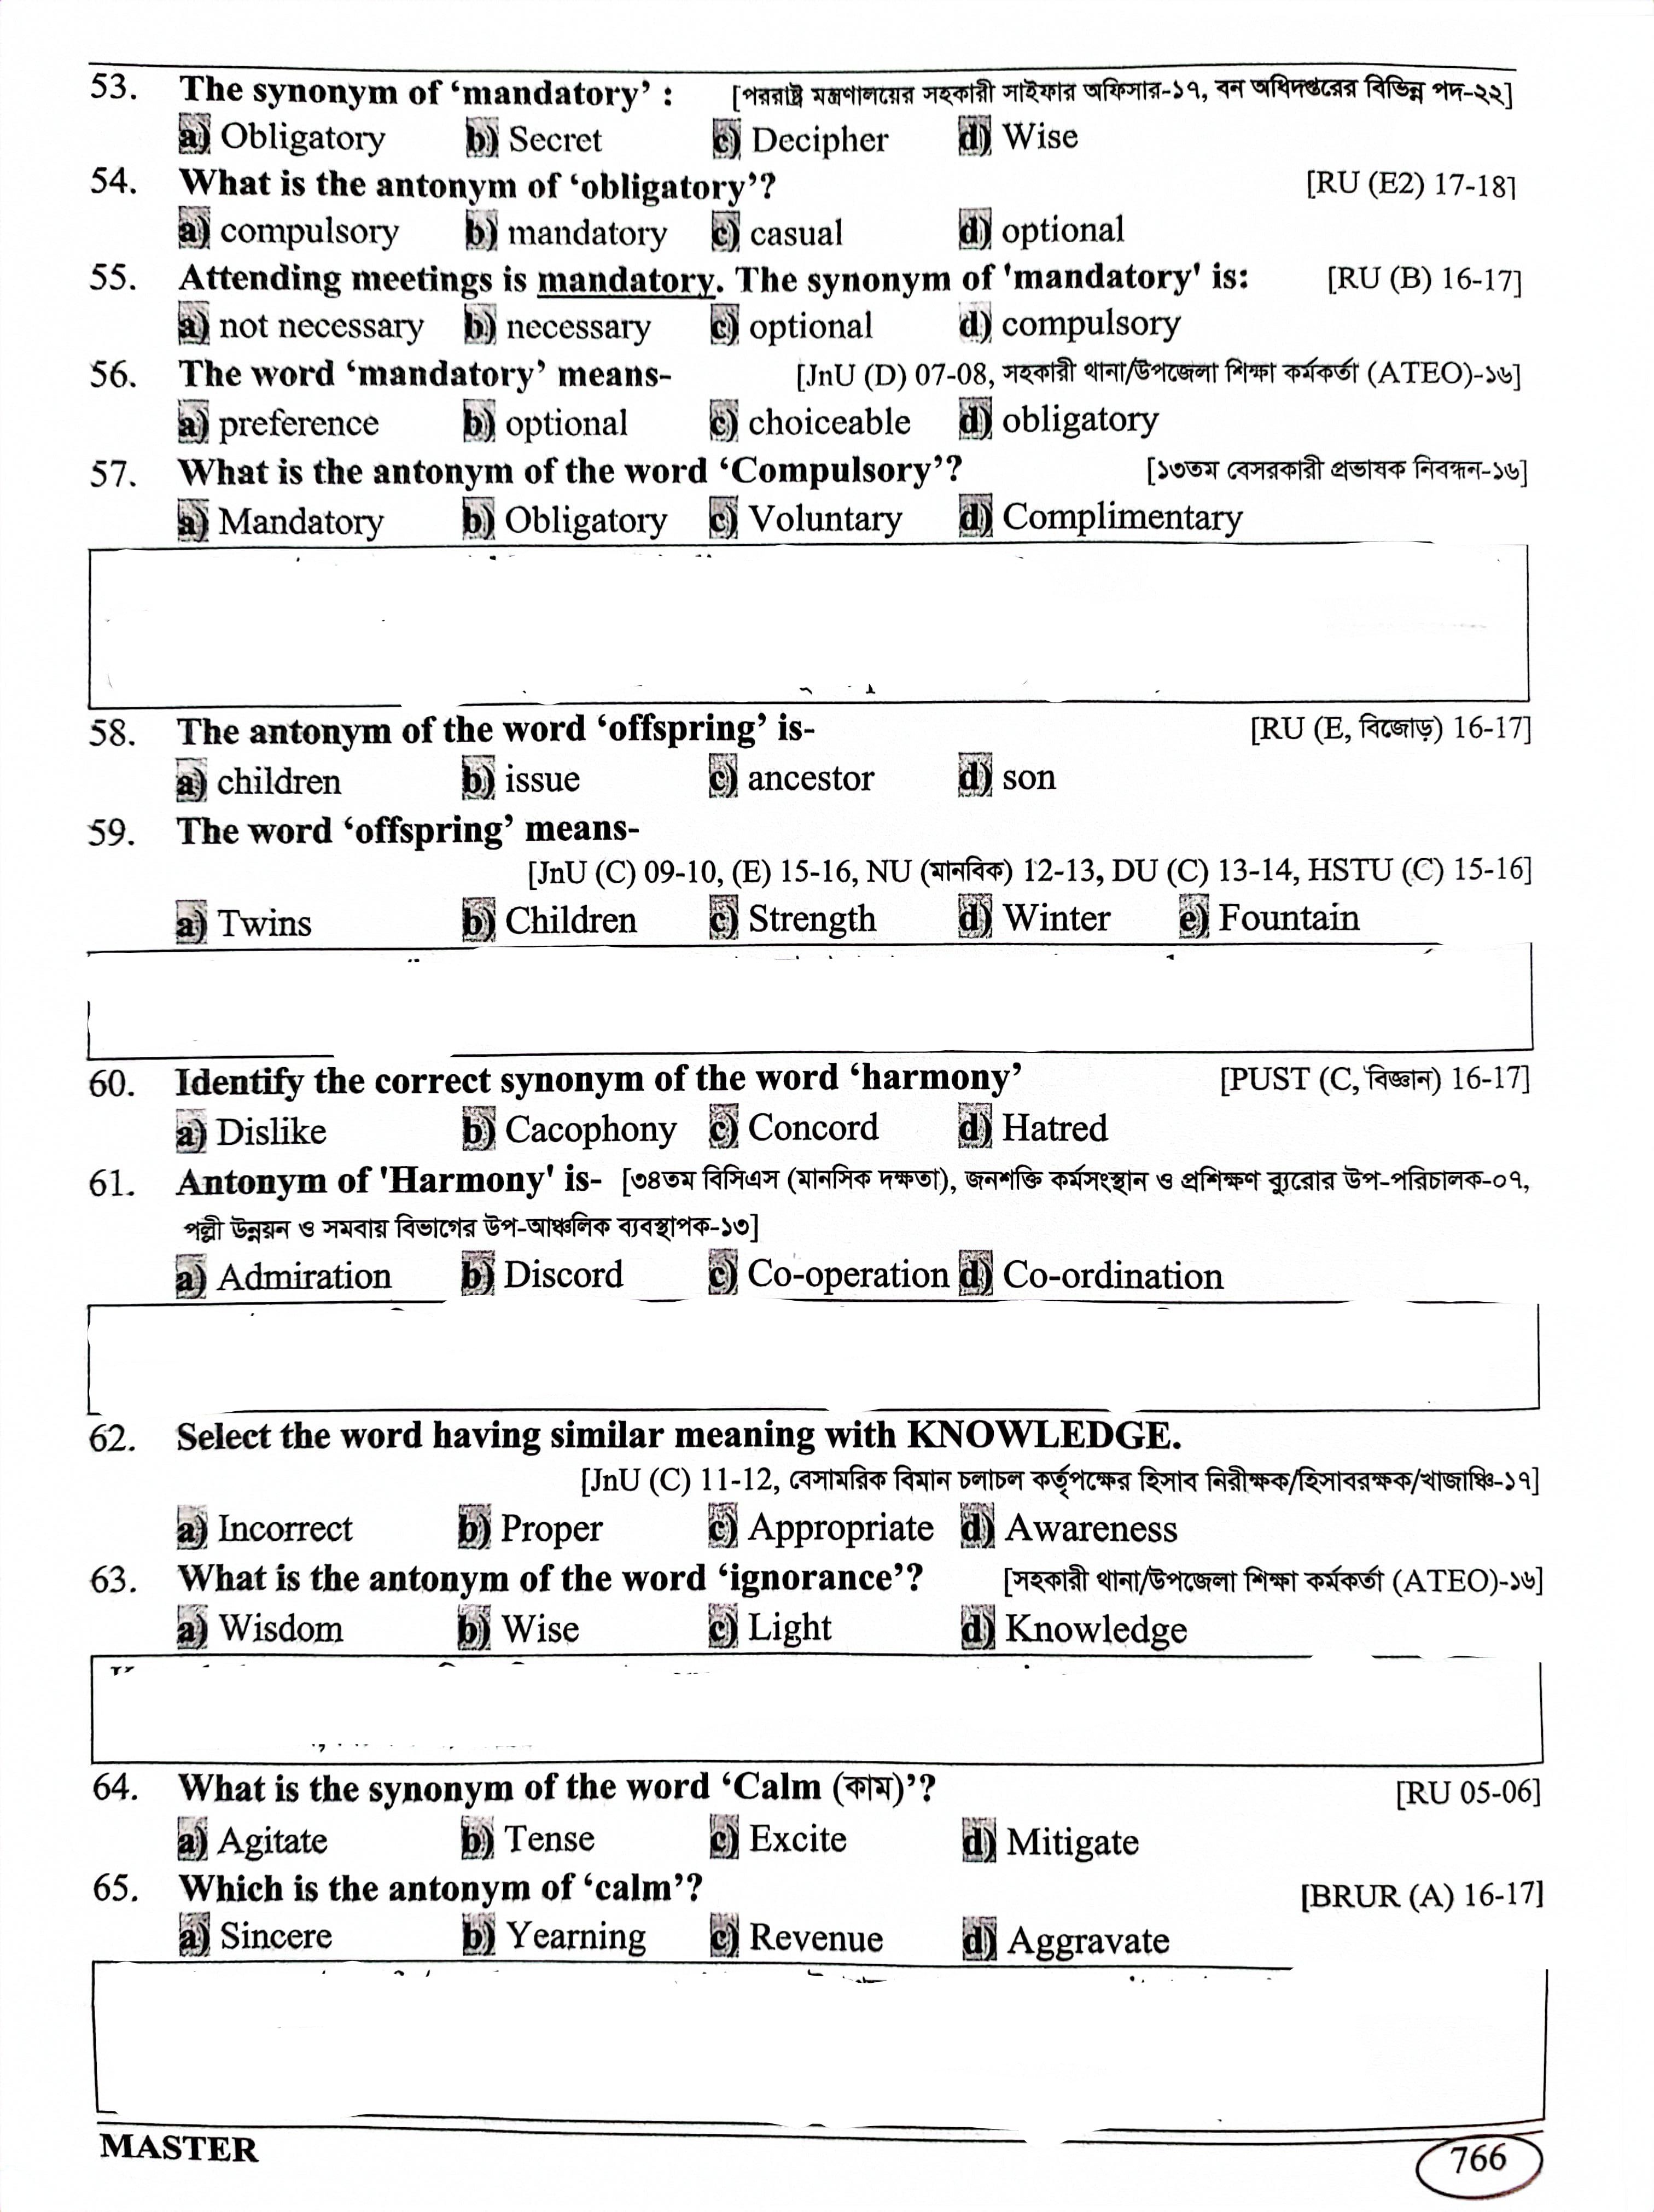 53. The synonym of ‘mandatory’ : [পররাষ্ট্র মন্ত্রণালয়ের সহকারী সাইফার অফিসার-১৭, বন অধিদপ্তরের বিভিন্ন পদ-২২]
a) Obligatory b) Secret c) Decipher d) Wise
54. What is the antonym of ‘obligatory’? [RU (E2) 17-18]
a) compulsory b) mandatory c) casual d) optional
55. Attending meetings is mandatory. The synonym of 'mandatory' is: [RU (B) 16-17]
a) not necessary b) necessary c) optional d) compulsory
56. The word ‘mandatory’ means- [JnU (D) 07-08, সহকারী থানা/উপজেলা শিক্ষা কর্মকর্তা (ATEO)-১৬]
a) preference b) optional c) choiceable d) obligatory
57. What is the antonym of the word ‘Compulsory’? [১৩তম বেসরকারী প্রভাষক নিবন্ধন-১৬]
a) Mandatory b) Obligatory c) Voluntary d) Complimentary
58. The antonym of the word ‘offspring’ is- [RU (E, বিজোড়) 16-17]
a) children b) issue c) ancestor d) son
59. The word ‘offspring’ means-
[JnU (C) 09-10, (E) 15-16, NU (মানবিক) 12-13, DU (C) 13-14, HSTU (C) 15-16]
a) Twins b) Children c) Strength d) Winter e) Fountain
60. Identify the correct synonym of the word ‘harmony’ [PUST (C, বিজ্ঞান) 16-17]
a) Dislike b) Cacophony c) Concord d) Hatred
61. Antonym of 'Harmony' is- [৩৪তম বিসিএস (মানসিক দক্ষতা), জনশক্তি কর্মসংস্থান ও প্রশিক্ষণ ব্যুরোর উপ-পরিচালক-০৭,
পল্লী উন্নয়ন ও সমবায় বিভাগের উপ-আঞ্চলিক ব্যবস্থাপক-১৩]
a) Admiration b) Discord c) Co-operation d) Co-ordination
62. Select the word having similar meaning with KNOWLEDGE.
[JnU (C) 11-12, বেসামরিক বিমান চলাচল কর্তৃপক্ষের হিসাব নিরীক্ষক/হিসাবরক্ষক/খাজাঞ্চি-১৭]
a) Incorrect b) Proper c) Appropriate d) Awareness
63. What is the antonym of the word ‘ignorance’? [সহকারী থানা/উপজেলা শিক্ষা কর্মকর্তা (ATEO)-১৬]
a) Wisdom b) Wise c) Light d) Knowledge
64. What is the synonym of the word ‘Calm (কাম)’? [RU 05-06]
a) Agitate b) Tense c) Excite d) Mitigate
65. Which is the antonym of ‘calm’? [BRUR (A) 16-17]
a) Sincere b) Yearning c) Revenue d) Aggravate
MASTER 766